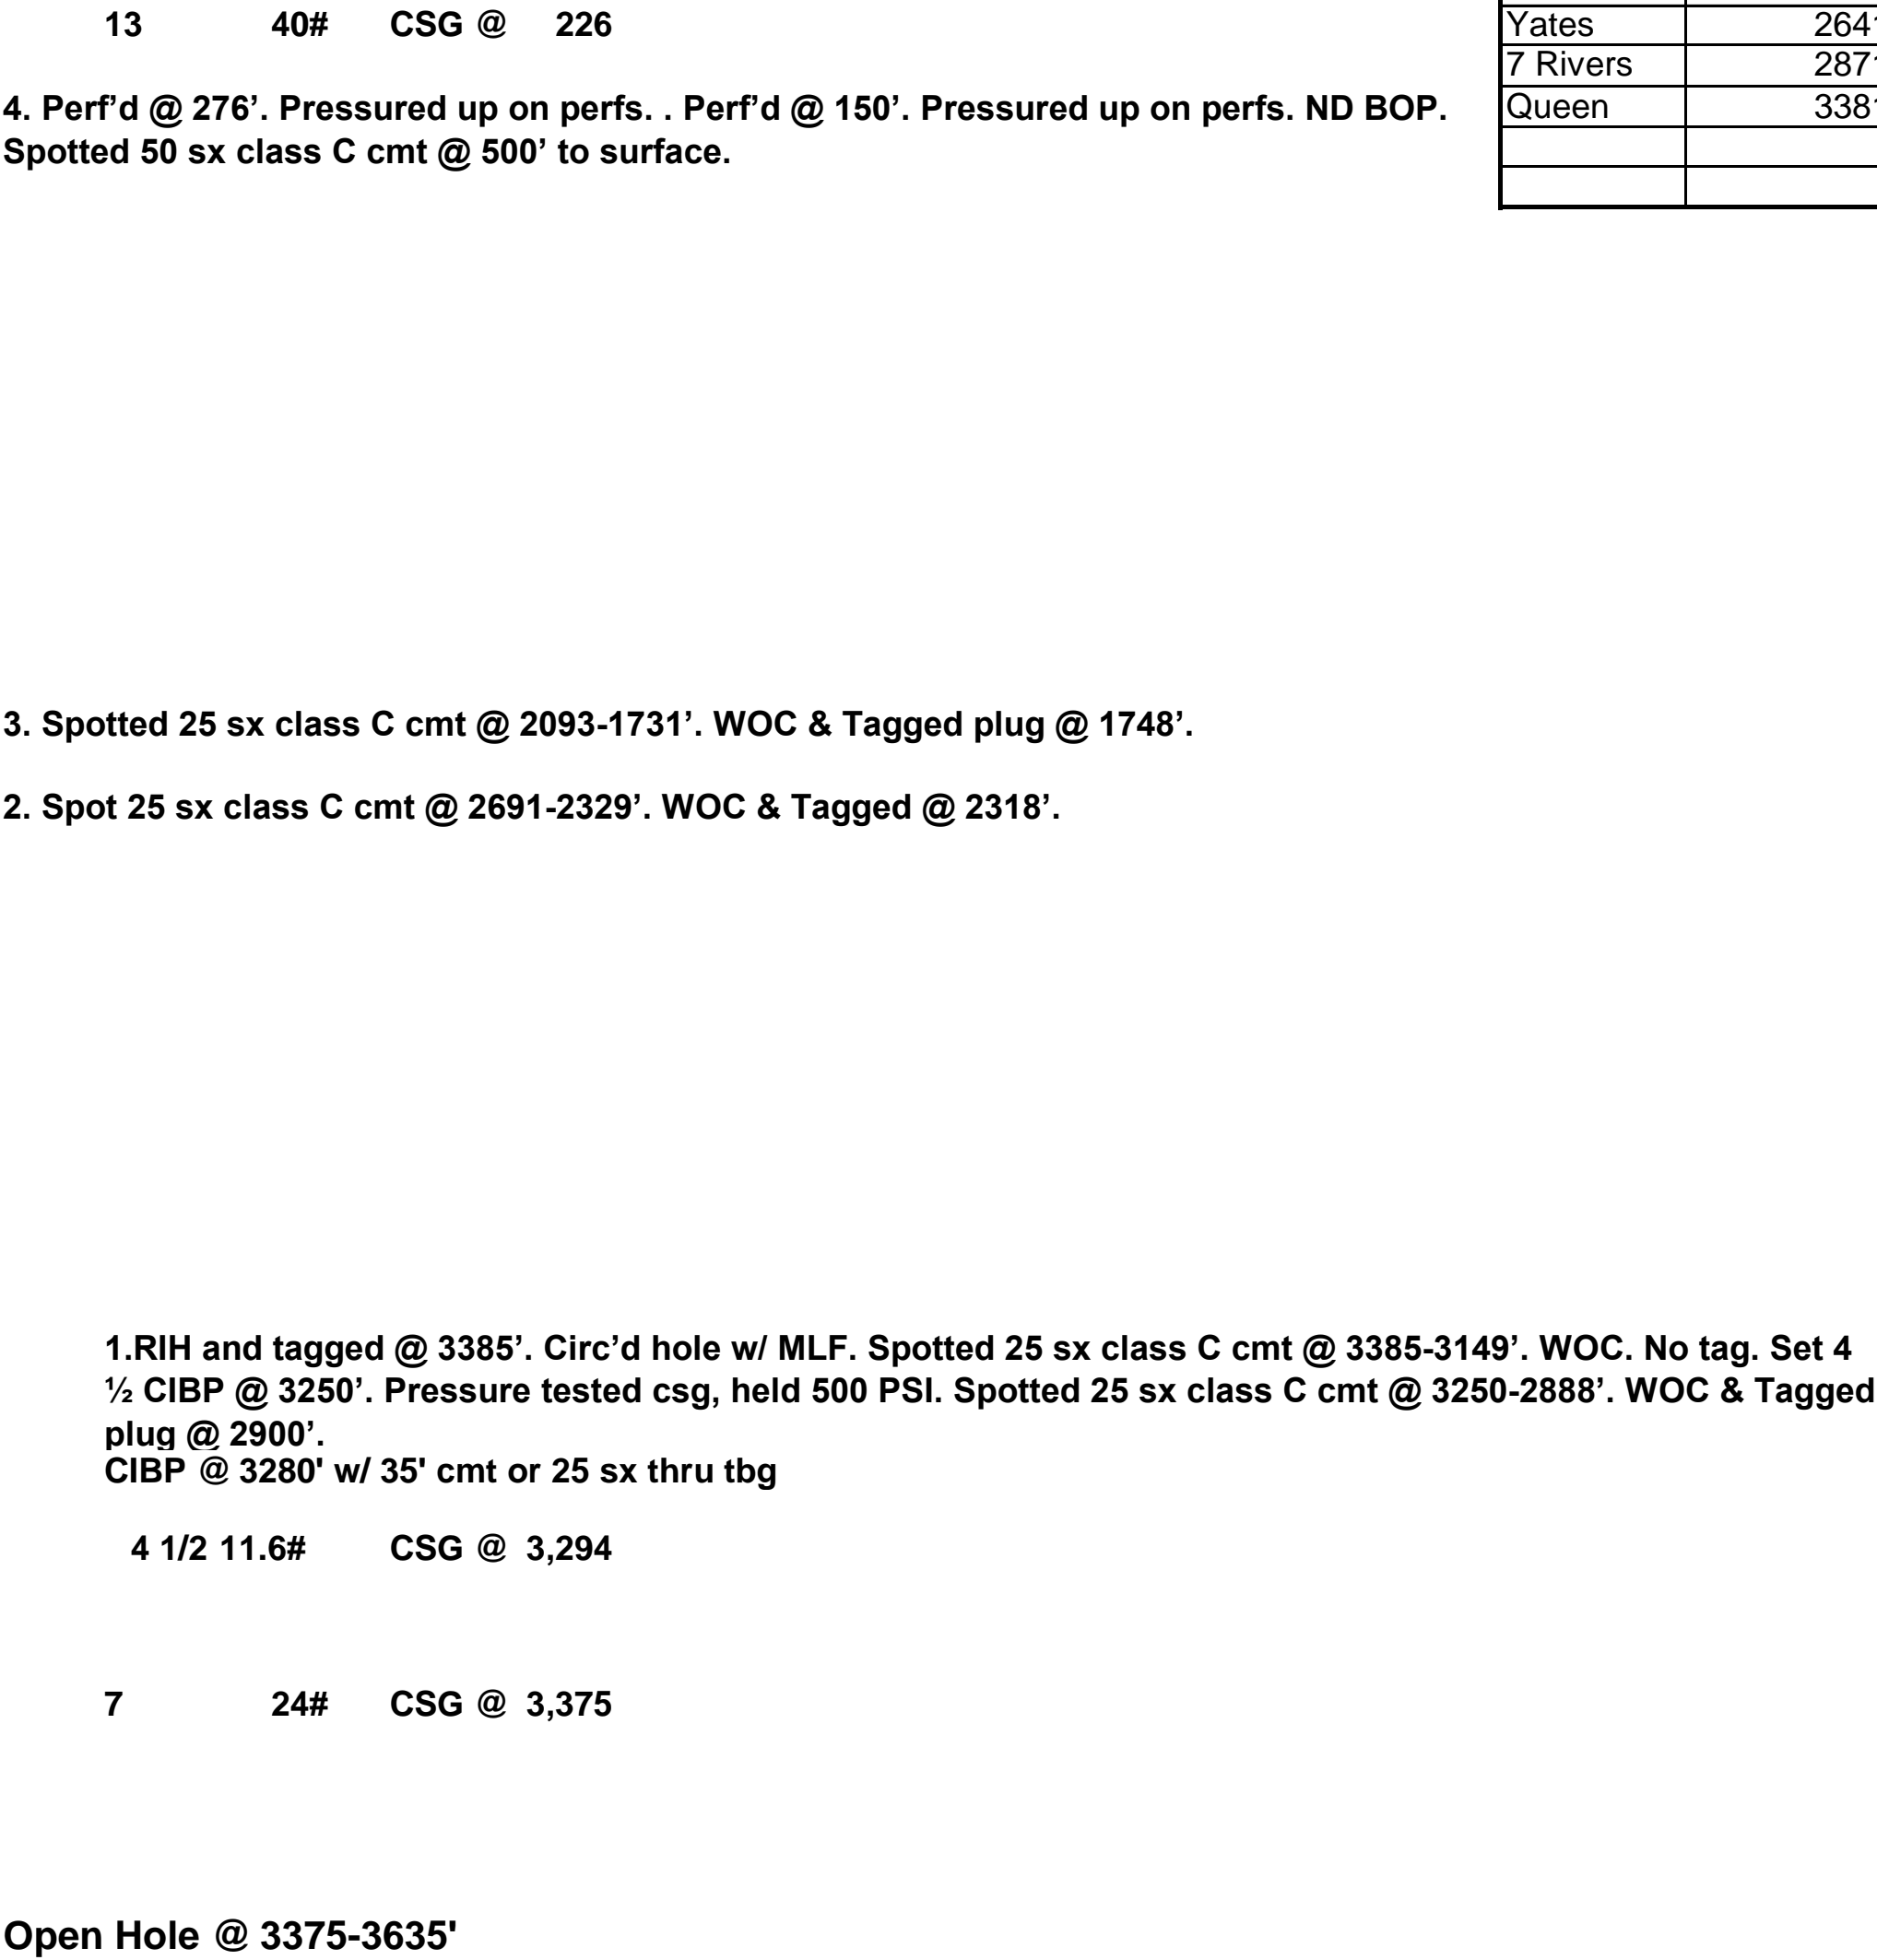 13 40# CSG @ 226
Yates 2641
7 Rivers 2871
Queen 3381
4. Perf’d @ 276’. Pressured up on perfs. . Perf’d @ 150’. Pressured up on perfs. ND BOP.
Spotted 50 sx class C cmt @ 500’ to surface.
3. Spotted 25 sx class C cmt @ 2093-1731’. WOC & Tagged plug @ 1748’.
2. Spot 25 sx class C cmt @ 2691-2329’. WOC & Tagged @ 2318’.
1.RIH and tagged @ 3385’. Circ’d hole w/ MLF. Spotted 25 sx class C cmt @ 3385-3149’. WOC. No tag. Set 4
½ CIBP @ 3250’. Pressure tested csg, held 500 PSI. Spotted 25 sx class C cmt @ 3250-2888’. WOC & Tagged
plug @ 2900’.
CIBP @ 3280' w/ 35' cmt or 25 sx thru tbg
4 1/2 11.6# CSG @ 3,294
7 24# CSG @ 3,375
Open Hole @ 3375-3635'